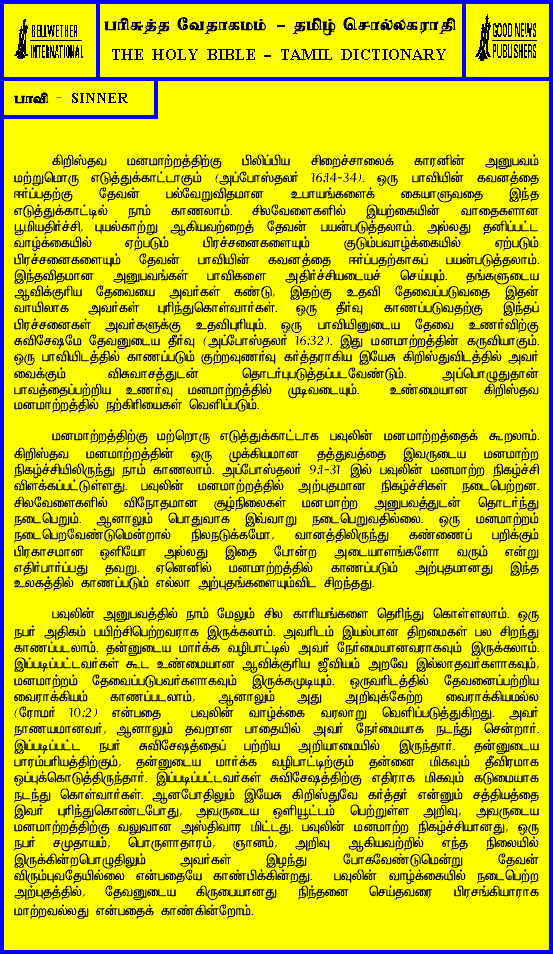 BELLWETHER
INTERNATIONAL
பரிசுத்த வேதாகமம் - தமிழ் சொல்லகராதி
THE HOLY BIBLE - TAMIL DICTIONARY
GOOD NEWS
PUBLISHERS
பாவி - SINNER
கிறிஸ்தவ மனமாற்றத்திற்கு பிலிப்பிய சிறைச்சாலைக் காரனின் அனுபவம்
மற்றுமொரு எடுத்துக்காட்டாகும் (அப்போஸ்தலர் 16:14-34). ஒரு பாவியின் கவனத்தை
ஈர்ப்பதற்கு தேவன் பல்வேறுவிதமான உபாயங்களைக் கையாளுவதை இந்த
எடுத்துக்காட்டில் நாம் காணலாம். சிலவேளைகளில் இயற்கையின் வாதைகளான
பூமியதிர்ச்சி, புயல்காற்று ஆகியவற்றைத் தேவன் பயன்படுத்தலாம். அல்லது தனிப்பட்ட
வாழ்க்கையில் ஏற்படும் பிரச்சனைகளையும் குடும்பவாழ்க்கையில் ஏற்படும்
பிரச்சனைகளையும் தேவன் பாவியின் கவனத்தை ஈர்ப்பதற்காகப் பயன்படுத்தலாம்.
இந்தவிதமான அனுபவங்கள் பாவிகளை அதிர்ச்சியடையச் செய்யும். தங்களுடைய
ஆவிக்குரிய தேவையை அவர்கள் கண்டு, இதற்கு உதவி தேவைப்படுவதை இதன்
வாயிலாக அவர்கள் புரிந்துகொள்வார்கள். ஒரு தீர்வு காணப்படுவதற்கு இந்தப்
பிரச்சனைகள் அவர்களுக்கு உதவிபுரியும். ஒரு பாவியினுடைய தேவை உணர்விற்கு
சுவிசேஷமே தேவனுடைய தீர்வு (அப்போஸ்தலர் 16:32). இது மனமாற்றத்தின் கருவியாகும்.
ஒரு பாவியிடத்தில் காணப்படும் குற்றவுணர்வு கர்த்தராகிய இயேசு கிறிஸ்துவிடத்தில் அவர்
வைக்கும் விசுவாசத்துடன் தொடர்புபடுத்தப்படவேண்டும். அப்பொழுதுதான்
பாவத்தைப்பற்றிய உணர்வு மனமாற்றத்தில் முடிவடையும். உண்மையான கிறிஸ்தவ
மனமாற்றத்தில் நற்கிரியைகள் வெளிப்படும்.
மனமாற்றத்திற்கு மற்றொரு எடுத்துக்காட்டாக பவுலின் மனமாற்றத்தைக் கூறலாம்.
கிறிஸ்தவ மனமாற்றத்தின் ஒரு முக்கியமான தத்துவத்தை இவருடைய மனமாற்ற
நிகழ்ச்சியிலிருந்து நாம் காணலாம். அப்போஸ்தலர் 9:1-31 இல் பவுலின் மனமாற்ற நிகழ்ச்சி
விளக்கப்பட்டுள்ளது. பவுலின் மனமாற்றத்தில் அற்புதமான நிகழ்ச்சிகள் நடைபெற்றன.
சிலவேளைகளில் விநோதமான சூழ்நிலைகள் மனமாற்ற அனுபவத்துடன் தொடர்ந்து
நடைபெறும். ஆனாலும் பொதுவாக இவ்வாறு நடைபெறுவதில்லை. ஒரு மனமாற்றம்
நடைபெறவேண்டுமென்றால் நிலநடுக்கமோ, வானத்திலிருந்து கண்ணைப் பறிக்கும்
பிரகாசமான ஒளியோ அல்லது இதை போன்ற அடையாளங்களோ வரும் என்று
எதிர்பார்ப்பது தவறு. ஏனெனில் மனமாற்றத்தில் காணப்படும் அற்புதமானது இந்த
உலகத்தில் காணப்படும் எல்லா அற்புதங்களையும்விட சிறந்தது.
பவுலின் அனுபவத்தில் நாம் மேலும் சில காரியங்களை தெரிந்து கொள்ளலாம். ஒரு
நபர் அதிகம் பயிற்சிபெற்றவராக இருக்கலாம். அவரிடம் இயல்பான திறமைகள் பல சிறந்து
காணப்படலாம். தன்னுடைய மார்க்க வழிபாட்டில் அவர் நேர்மையானவராகவும் இருக்கலாம்.
இப்படிப்பட்டவர்கள் கூட உண்மையான ஆவிக்குரிய ஜீவியம் அறவே இல்லாதவர்களாகவும்,
மனமாற்றம் தேவைப்படுபவர்களாகவும் இருக்கமுடியும். ஒருவரிடத்தில் தேவனைப்பற்றிய
வைராக்கியம் காணப்படலாம், ஆனாலும் அது அறிவுக்கேற்ற வைராக்கியமல்ல
(ரோமர் 10:2) என்பதை பவுலின் வாழ்க்கை வரலாறு வெளிப்படுத்துகிறது. அவர்
நாணயமானவர், ஆனாலும் தவறான பாதையில் அவர் நேர்மையாக நடந்து சென்றார்.
இப்படிப்பட்ட நபர் சுவிசேஷத்தைப் பற்றிய அறியாமையில் இருந்தார். தன்னுடைய
பாரம்பரியத்திற்கும், தன்னுடைய மார்க்க வழிபாட்டிற்கும் தன்னை மிகவும் தீவிரமாக
ஒப்புக்கொடுத்திருந்தார். இப்படிப்பட்டவர்கள் சுவிசேஷத்திற்கு எதிராக மிகவும் கடுமையாக
நடந்து கொள்வார்கள். ஆனபோதிலும் இயேசு கிறிஸ்துவே கர்த்தர் என்னும் சத்தியத்தை
இவர் புரிந்துகொண்டபோது, அவருடைய ஒளியூட்டம் பெற்றுள்ள அறிவு, அவருடைய
மனமாற்றத்திற்கு வலுவான அஸ்திவார மிட்டது. பவுலின் மனமாற்ற நிகழ்ச்சியானது, ஒரு
நபர் சமுதாயம், பொருளாதாரம், ஞானம், அறிவு ஆகியவற்றில் எந்த நிலையில்
இருக்கின்றபொழுதிலும் அவர்கள் இழந்து போகவேண்டுமென்று தேவன்
விரும்புவதேயில்லை என்பதையே காண்பிக்கின்றது. பவுலின் வாழ்க்கையில் நடைபெற்ற
அற்புதத்தில், தேவனுடைய கிருபையானது நிந்தனை செய்தவரை பிரசங்கியாராக
மாற்றவல்லது என்பதைக் காண்கின்றோம்.